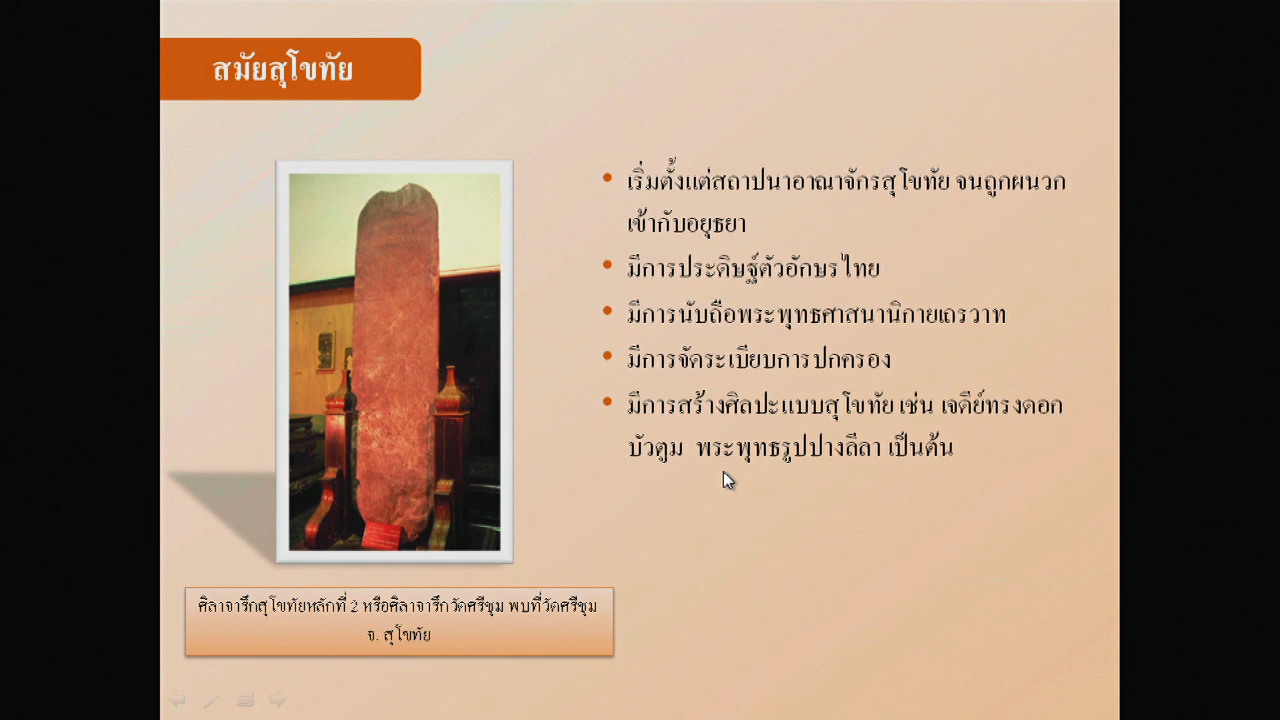 สมัยสุโขทัย
เริ่มตั้งแต่สถาปนาอาณาจักรสุโขทัย จนถูกผนวก
เข้ากับอยุธยา
มีการประดิษฐ์ตัวอักษรไทย
มีการนับถือพระพุทธศาสนานิกายเถรวาท
มีการจัดระเบียบการปกครอง
มีการสร้างศิลปะแบบสุโขทัย เช่น เจดีย์ทรงดอก
บัวตูม พระพุทธรูปปางลีลา เป็นต้น
ศิลาจารึกสุโขทัยหลักที่ 2 หรือศิลาจารึกวัดศรีชุม พบที่วัดศรีชุม
จ. สุโขทัย